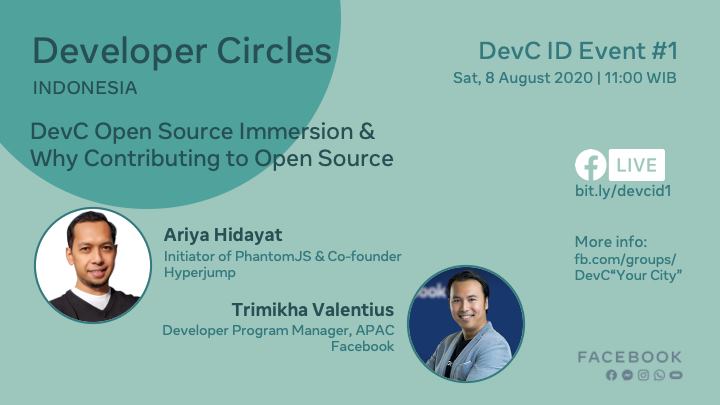 Developer Circles
INDONESIA
DevC ID Event #1
Sat, 8 August 2020 | 11:00 WIB
DevC Open Source Immersion &
Why Contributing to Open Source
LIVE
bit.ly/devcid1
Ariya Hidayat
Initiator of PhantomJS & Co-founder
Hyperjump
More info:
fb.com/groups/
DevC“Your City”
Trimikha Valentius
Developer Program Manager, APAC
Facebook
ook
FACEBOOK